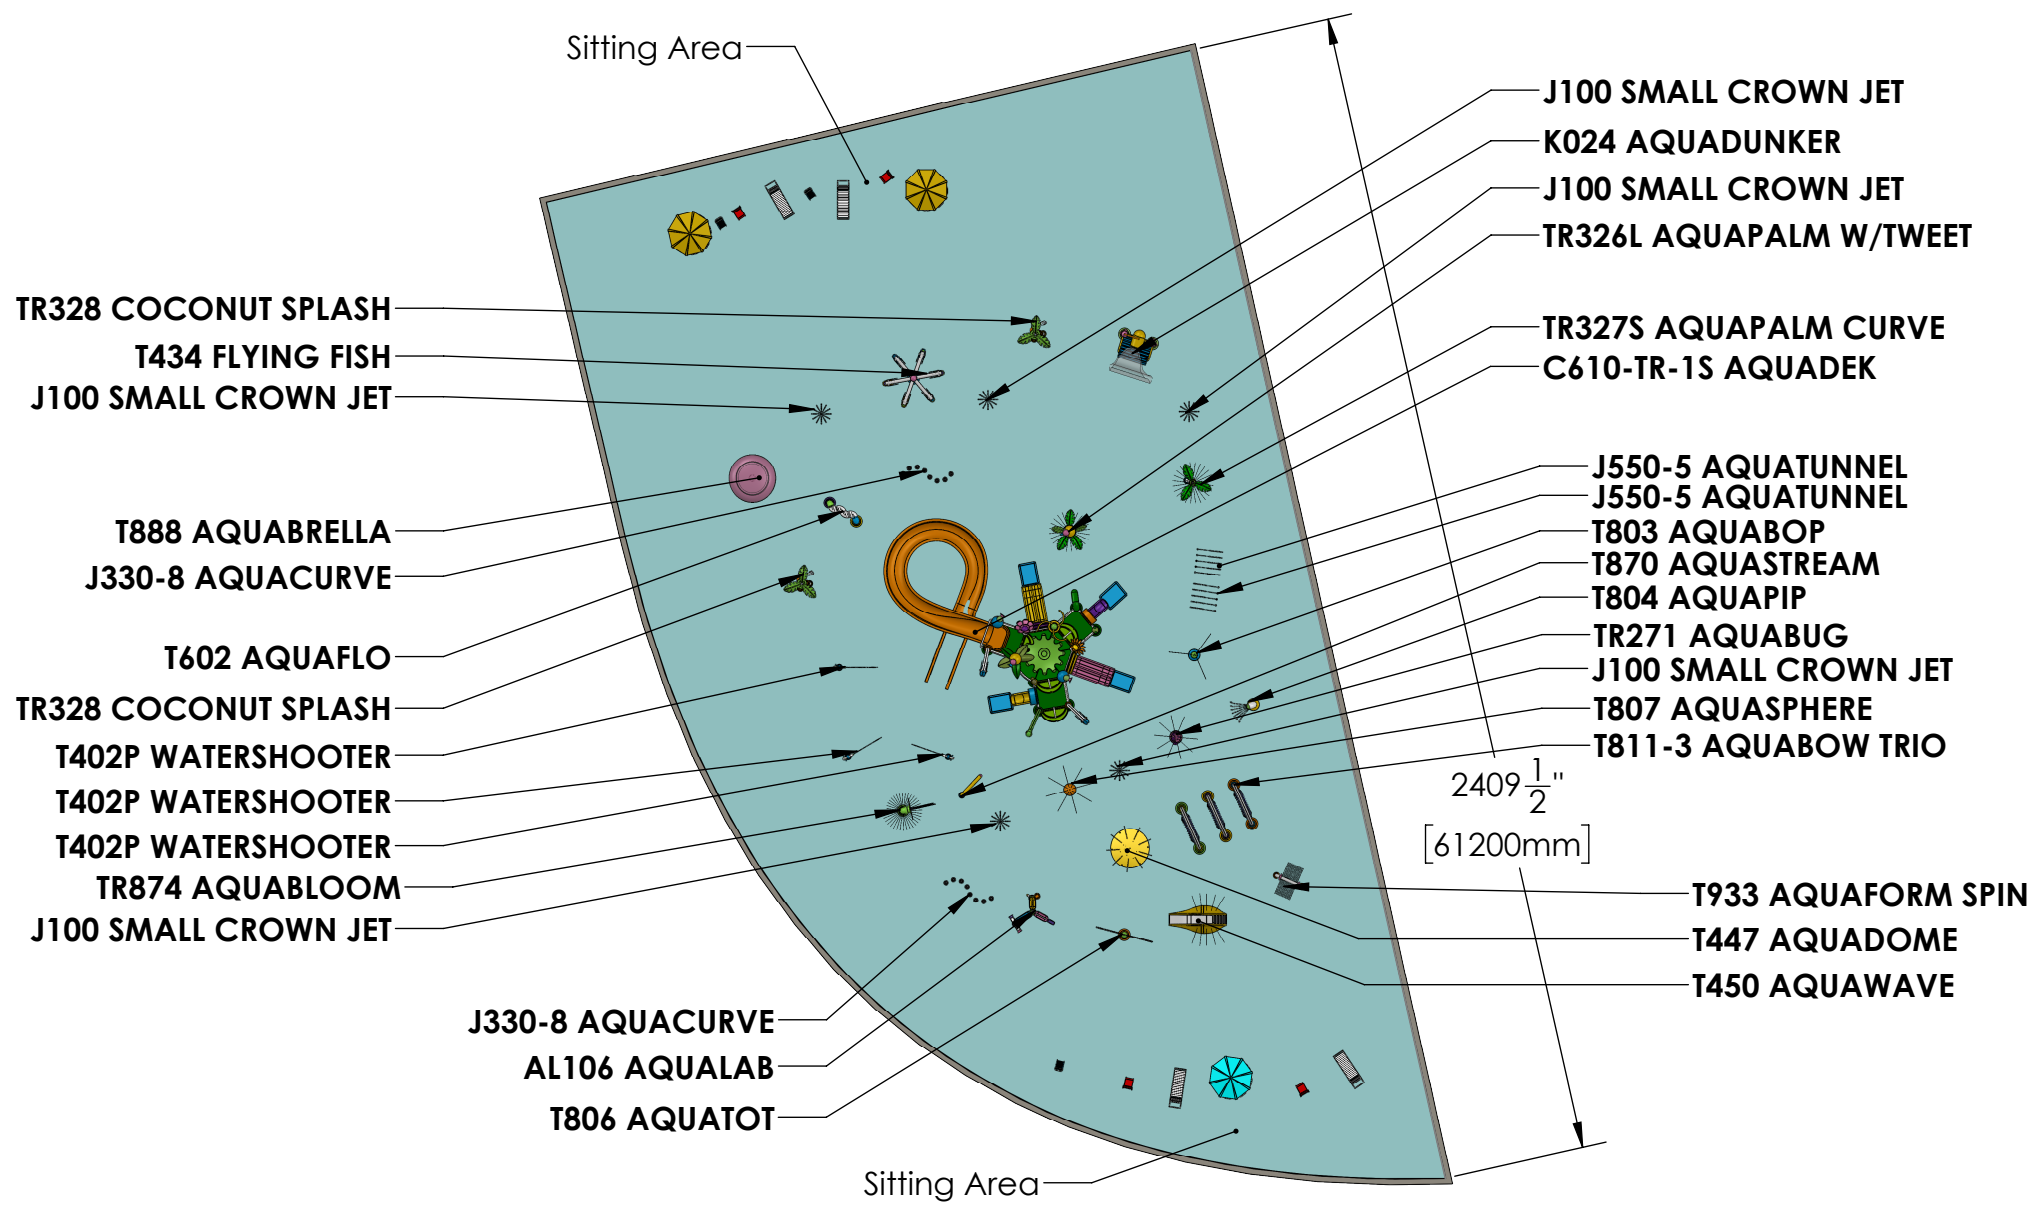 Sitting Area
TR328 COCONUT SPLASH
T434 FLYING FISH
J100 SMALL CROWN JET
T888 AQUABRELLA
J330-8 AQUACURVE
T602 AQUAFLO
TR328 COCONUT SPLASH
T402P WATERSHOOTER
T402P WATERSHOOTER
T402P WATERSHOOTER
TR874 AQUABLOOM
J100 SMALL CROWN JET
J330-8 AQUACURVE
AL106 AQUALAB
T806 AQUATOT
Sitting Area
J100 SMALL CROWN JET
K024 AQUADUNKER
J100 SMALL CROWN JET
TR326L AQUAPALM W/TWEET
TR327S AQUAPALM CURVE
C610-TR-1S AQUADEK
J550-5 AQUATUNNEL
J550-5 AQUATUNNEL
T803 AQUABOP
T870 AQUASTREAM
T804 AQUAPIP
TR271 AQUABUG
J100 SMALL CROWN JET
T807 AQUASPHERE
T811-3 AQUABOW TRIO
2409 1/2"
[61200mm]
T933 AQUAFORM SPIN
T447 AQUADOME
T450 AQUAWAVE